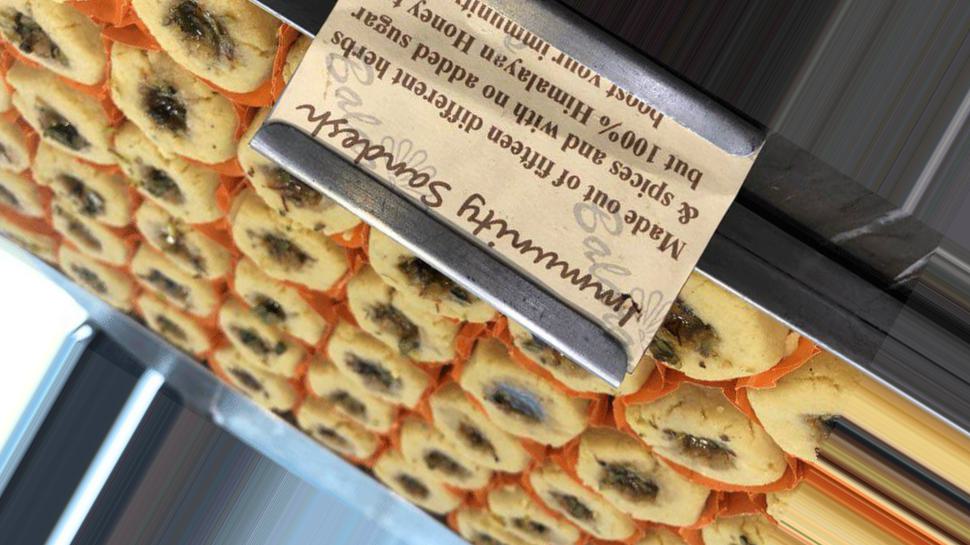 Immunity Sandesh
Made out of fifteen different herbs
& spices and with no added sugar
but 100% Himalayan Honey t
boost your immunity